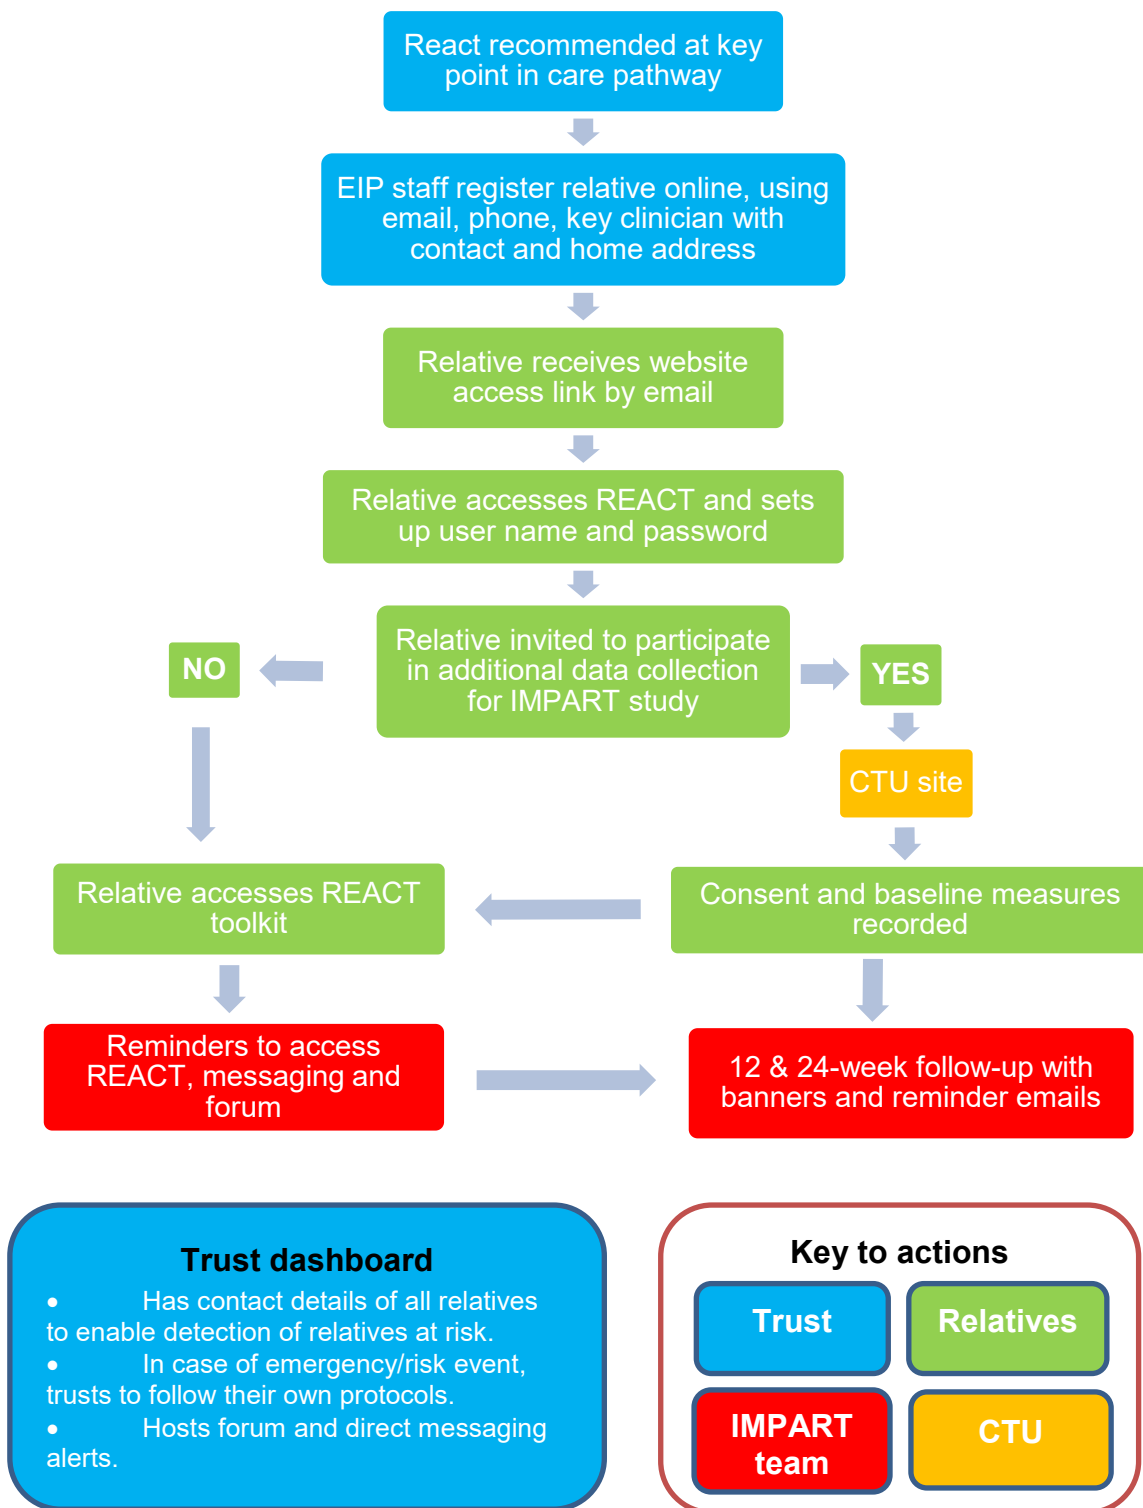 React recommended at key
point in care pathway
EIP staff register relative online, using
email, phone, key clinician with
contact and home address
Relative receives website
access link by email
Relative accesses REACT and sets
up user name and password
Relative invited to participate
in additional data collection
for IMPART study
NO
YES
CTU site
Relative accesses REACT
toolkit
Consent and baseline measures
recorded
Reminders to access
REACT, messaging and
forum
12 & 24-week follow-up with
banners and reminder emails
Trust dashboard
• Has contact details of all relatives
to enable detection of relatives at risk.
• In case of emergency/risk event,
trusts to follow their own protocols.
• Hosts forum and direct messaging
alerts.
Key to actions
Trust
Relatives
IMPART
team
CTU